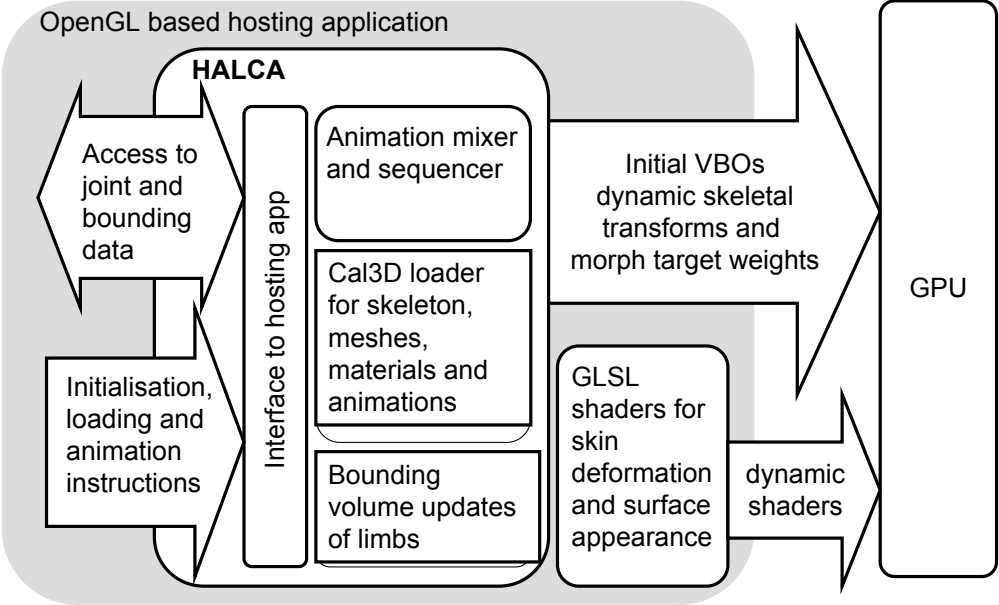 OpenGL based hosting application
HALCA
Access to
joint and
bounding
data
Initialisation,
loading and
animation
instructions
Interface to hosting app
Animation mixer
and sequencer
Cal3D loader
for skeleton,
meshes,
materials and
animations
Bounding
volume updates
of limbs
Initial VBOs
dynamic skeletal
transforms and
morph target weights
GLSL
shaders for
skin
deformation
and surface
appearance
dynamic
shaders
GPU